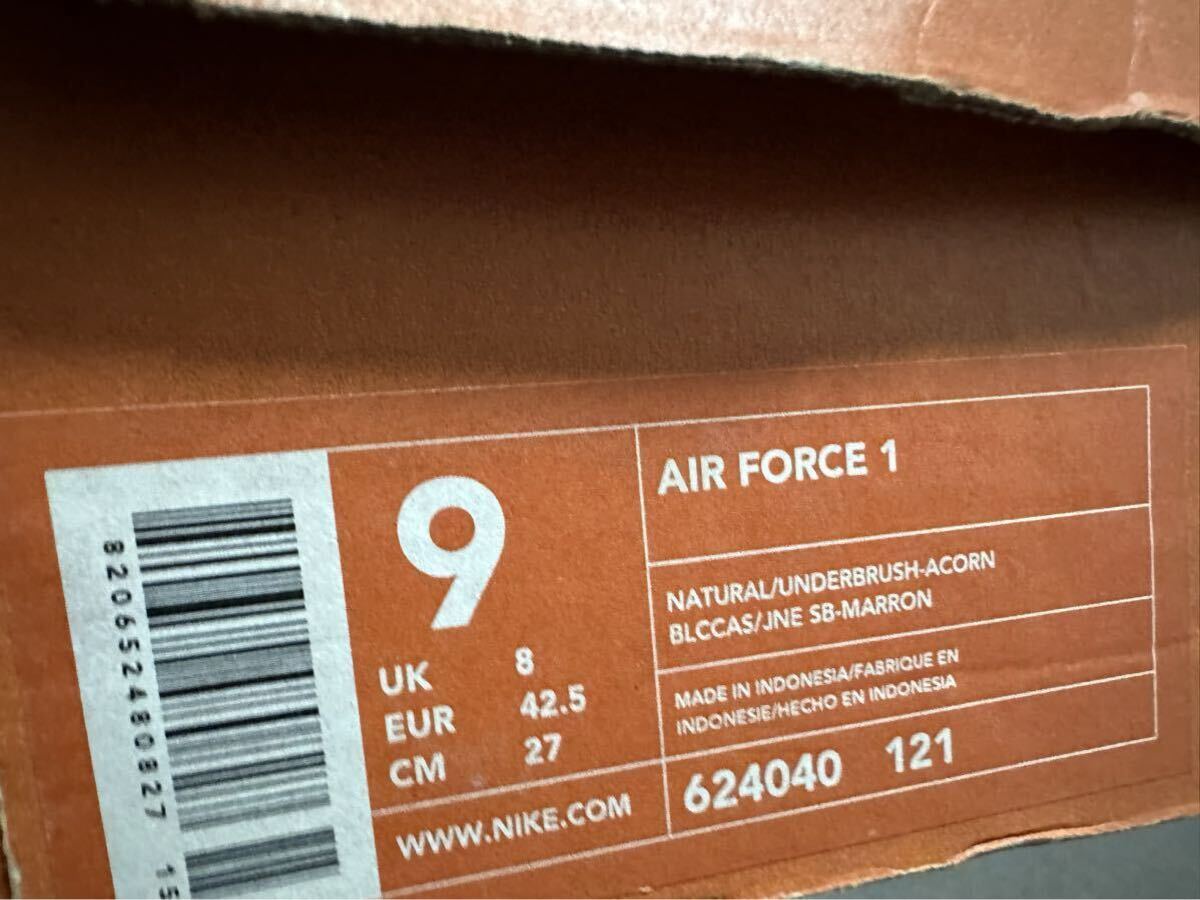 820652480827 15
9
UK 8
EUR 42.5
CM 27
WWW.NIKE.COM
AIR FORCE 1
NATURAL/UNDERBRUSH-ACORN
BLCCAS/JNE SB-MARRON
MADE IN INDONESIA/FABRIQUE EN
INDONESIE/HECHO EN INDONESIA
624040 121